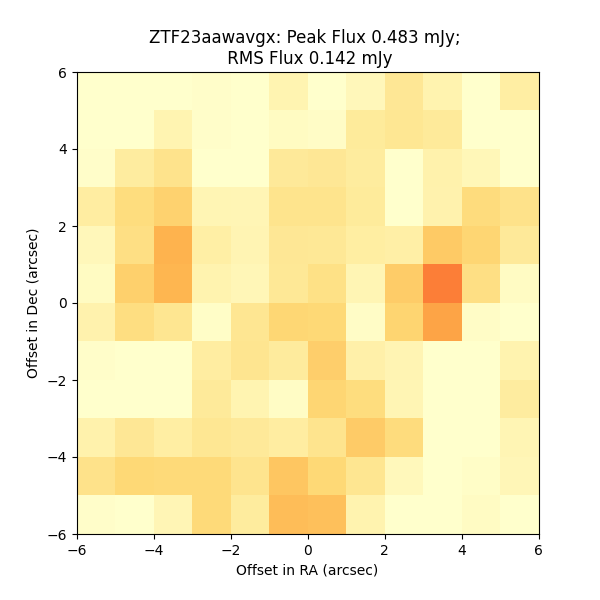 ZTF23aawavgx: Peak Flux 0.483 mJy;
RMS Flux 0.142 mJy
6
4
2
0
−2
−4
−6
Offset in Dec (arcsec)
−6 −4 −2 0 2 4 6
Offset in RA (arcsec)